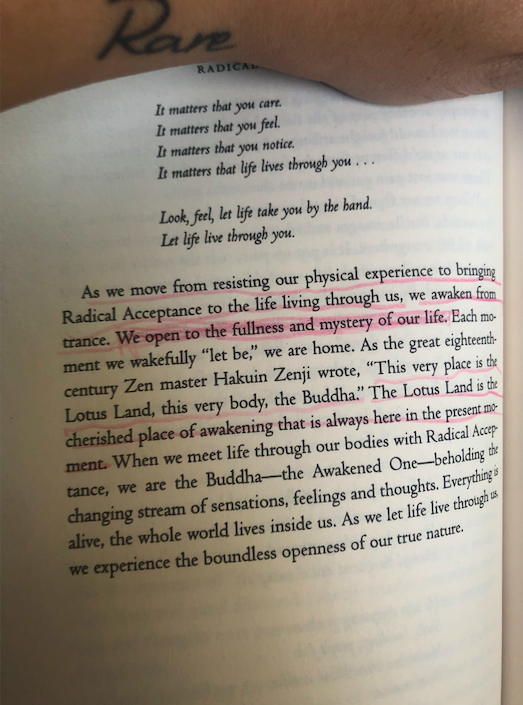 Rare
RADICAL
It matters that you care.
It matters that you feel.
It matters that you notice.
It matters that life lives through you . . .
Look, feel, let life take you by the hand.
Let life live through you.
As we move from resisting our physical experience to bringing
Radical Acceptance to the life living through us, we awaken from
trance. We open to the fullness and mystery of our life. Each mo-
ment we wakefully “let be,” we are home. As the great eighteenth-
century Zen master Hakuin Zenji wrote, “This very place is the
Lotus Land, this very body, the Buddha.” The Lotus Land is the
cherished place of awakening that is always here in the present mo-
ment. When we meet life through our bodies with Radical Accep-
tance, we are the Buddha—the Awakened One—beholding the
changing stream of sensations, feelings and thoughts. Everything is
alive, the whole world lives inside us. As we let life live through us,
we experience the boundless openness of our true nature.